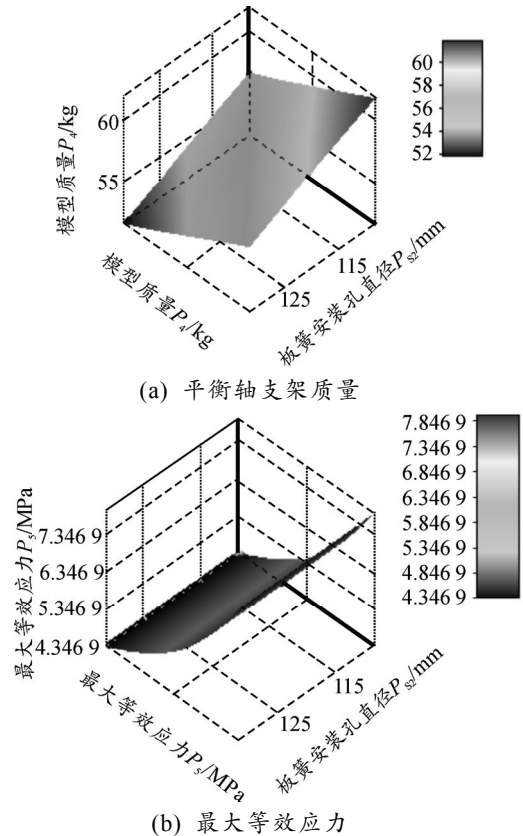 60
55
模型质量P₄/kg
模型质量P₄/kg
125
115
板簧安装孔直径P_S2/mm
60
58
56
54
52
(a) 平衡轴支架质量
7.346 9
6.346 9
5.346 9
4.346 9
最大等效应力P₅/MPa
最大等效应力P₅/MPa
125
115
板簧安装孔直径P_S2/mm
7.846 9
7.346 9
6.846 9
6.346 9
5.846 9
5.346 9
4.846 9
4.346 9
(b) 最大等效应力